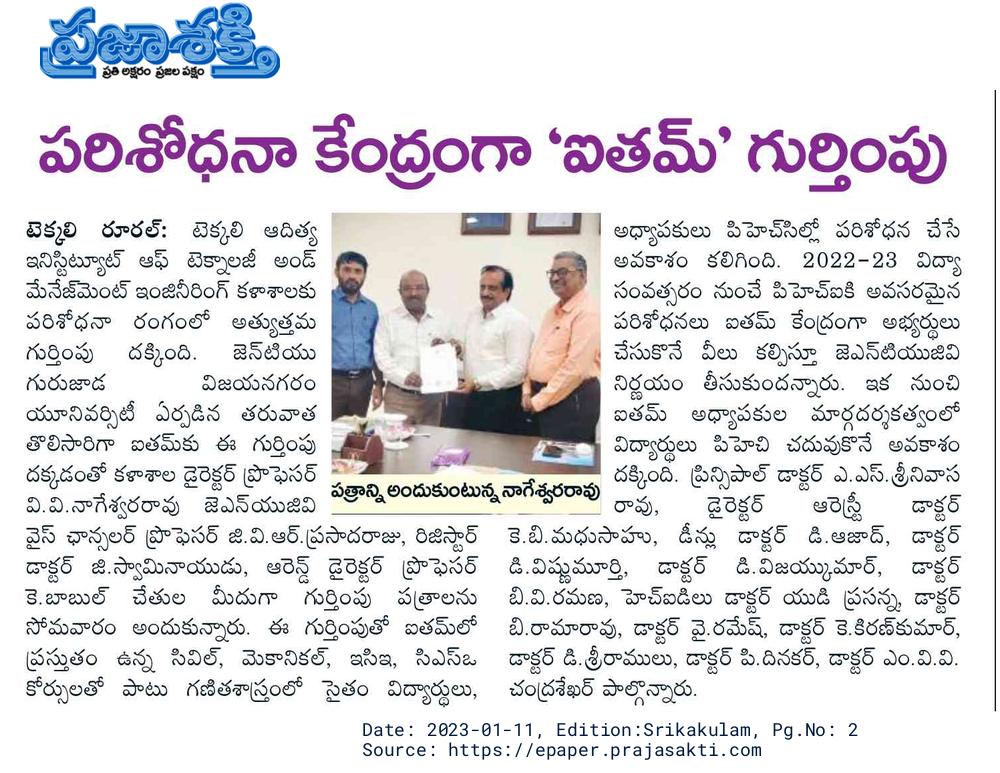 ప్రజాశక్తి
ప్రతి అక్షరం ప్రజల పక్షం
పరిశోధనా కేంద్రంగా ‘ఐతమ్’ గుర్తింపు
టెక్కలి రూరల్: టెక్కలి ఆదిత్య
ఇనిస్టిట్యూట్ ఆఫ్ టెక్నాలజీ అండ్
మేనేజ్‌మెంట్ ఇంజినీరింగ్ కళాశాలకు
పరిశోధనా రంగంలో అత్యుత్తమ
గుర్తింపు దక్కింది. జెన్‌టియు
గురుజాడ విజయనగరం
యూనివర్సిటీ ఏర్పడిన తరువాత
తొలిసారిగా ఐతమ్‌కు ఈ గుర్తింపు
దక్కడంతో కళాశాల డైరెక్టర్ ప్రొఫెసర్
వి.వి.నాగేశ్వరరావు జెఎన్‌యుజివి
వైస్ ఛాన్సలర్ ప్రొఫెసర్ జి.వి.ఆర్.ప్రసాదరాజు, రిజిస్టార్
డాక్టర్ జి.స్వామినాయుడు, ఆరెన్డ్ డైరెక్టర్ ప్రొఫెసర్
కె.బాబుల్ చేతుల మీదుగా గుర్తింపు పత్రాలను
సోమవారం అందుకున్నారు. ఈ గుర్తింపుతో ఐతమ్‌లో
ప్రస్తుతం ఉన్న సివిల్, మెకానికల్, ఇసిఇ, సిఎస్ఒ
కోర్సులతో పాటు గణితశాస్త్రంలో సైతం విద్యార్థులు,
పత్రాన్ని అందుకుంటున్న నాగేశ్వరరావు
అధ్యాపకులు పిహెచ్‌సిల్లో పరిశోధన చేసే
అవకాశం కలిగింది. 2022-23 విద్యా
సంవత్సరం నుంచే పిహెచ్‌ఐకి అవసరమైన
పరిశోధనలు ఐతమ్ కేంద్రంగా అభ్యర్థులు
చేసుకొనే వీలు కల్పిస్తూ జెఎన్‌టియుజివి
నిర్ణయం తీసుకుందన్నారు. ఇక నుంచి
ఐతమ్ అధ్యాపకుల మార్గదర్శకత్వంలో
విద్యార్థులు పిహెచి చదువుకొనే అవకాశం
దక్కింది. ప్రిన్సిపాల్ డాక్టర్ ఎ.ఎస్.శ్రీనివాస
రావు, డైరెక్టర్ ఆరెస్ట్రీ డాక్టర్
కె.బి.మధుసాహు, డీన్లు డాక్టర్ డి.ఆజాద్, డాక్టర్
డి.విష్ణుమూర్తి, డాక్టర్ డి.విజయ్కుమార్, డాక్టర్
బి.వి.రమణ, హెచ్‌ఐడిలు డాక్టర్ యుడి ప్రసన్న, డాక్టర్
బి.రామారావు, డాక్టర్ వై.రమేష్, డాక్టర్ కె.కిరణ్‌కుమార్,
డాక్టర్ డి.శ్రీరాములు, డాక్టర్ పి.దినకర్, డాక్టర్ ఎం.వి.వి.
చంద్రశేఖర్ పాల్గొన్నారు.
Date: 2023-01-11, Edition:Srikakulam, Pg.No: 2
Source: https://epaper.prajasakti.com